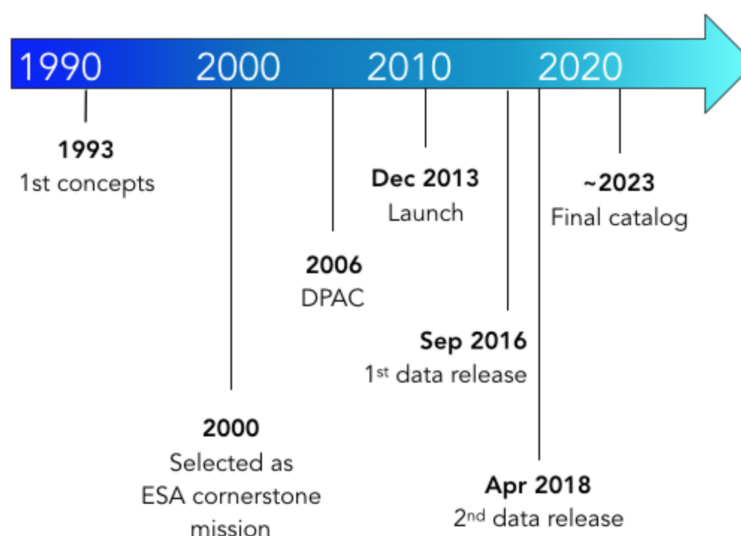 1990 2000 2010 2020
1993
1st concepts
Dec 2013
Launch
~2023
Final catalog
2006
DPAC
Sep 2016
1st data release
2000
Selected as
ESA cornerstone
mission
Apr 2018
2nd data release